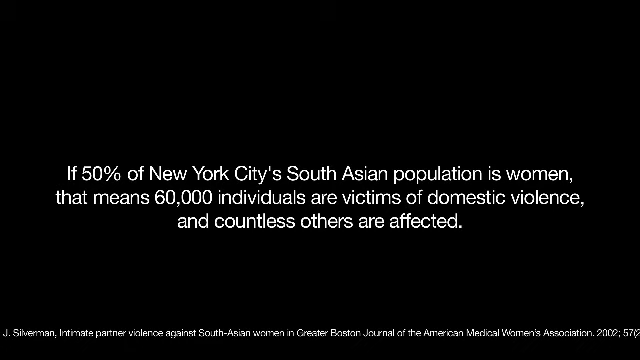 If 50% of New York City's South Asian population is women,
that means 60,000 individuals are victims of domestic violence,
and countless others are affected.
J. Silverman, Intimate partner violence against South-Asian women in Greater Boston Journal of the American Medical Women's Association. 2002; 57(2